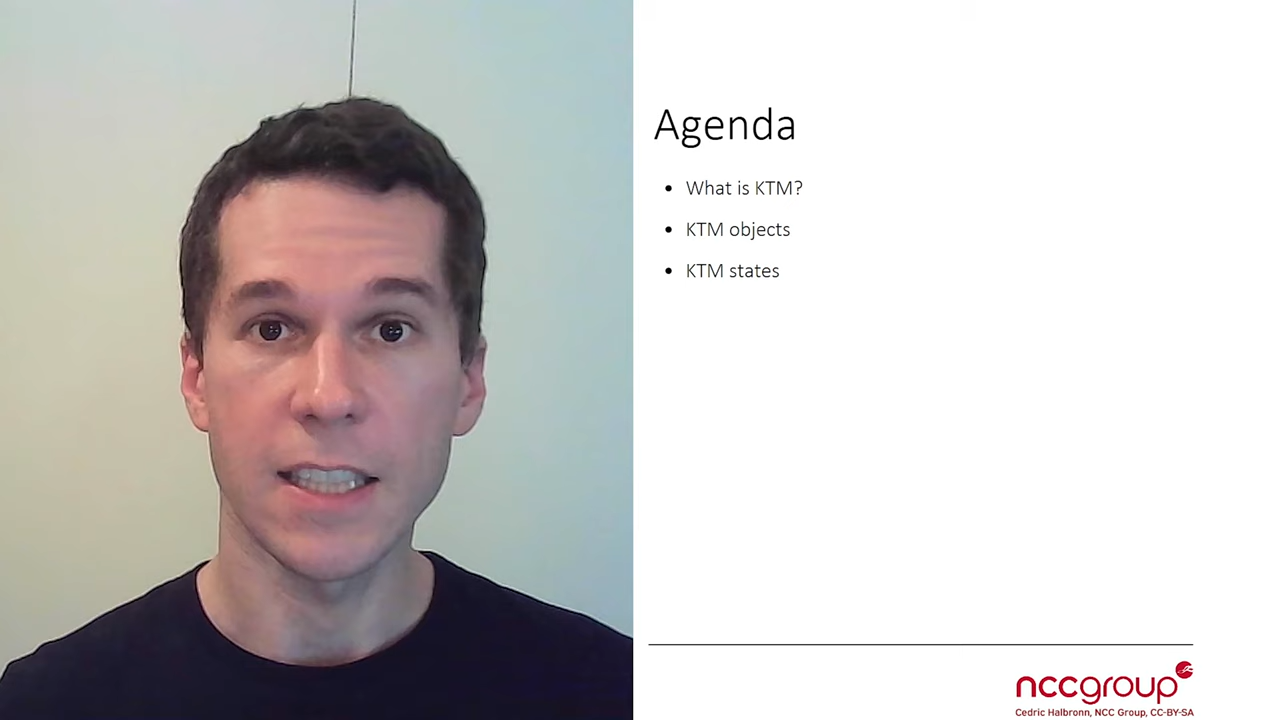 Agenda
• What is KTM?
• KTM objects
• KTM states
nccgroup
Cedric Halbronn, NCC Group, CC-BY-SA